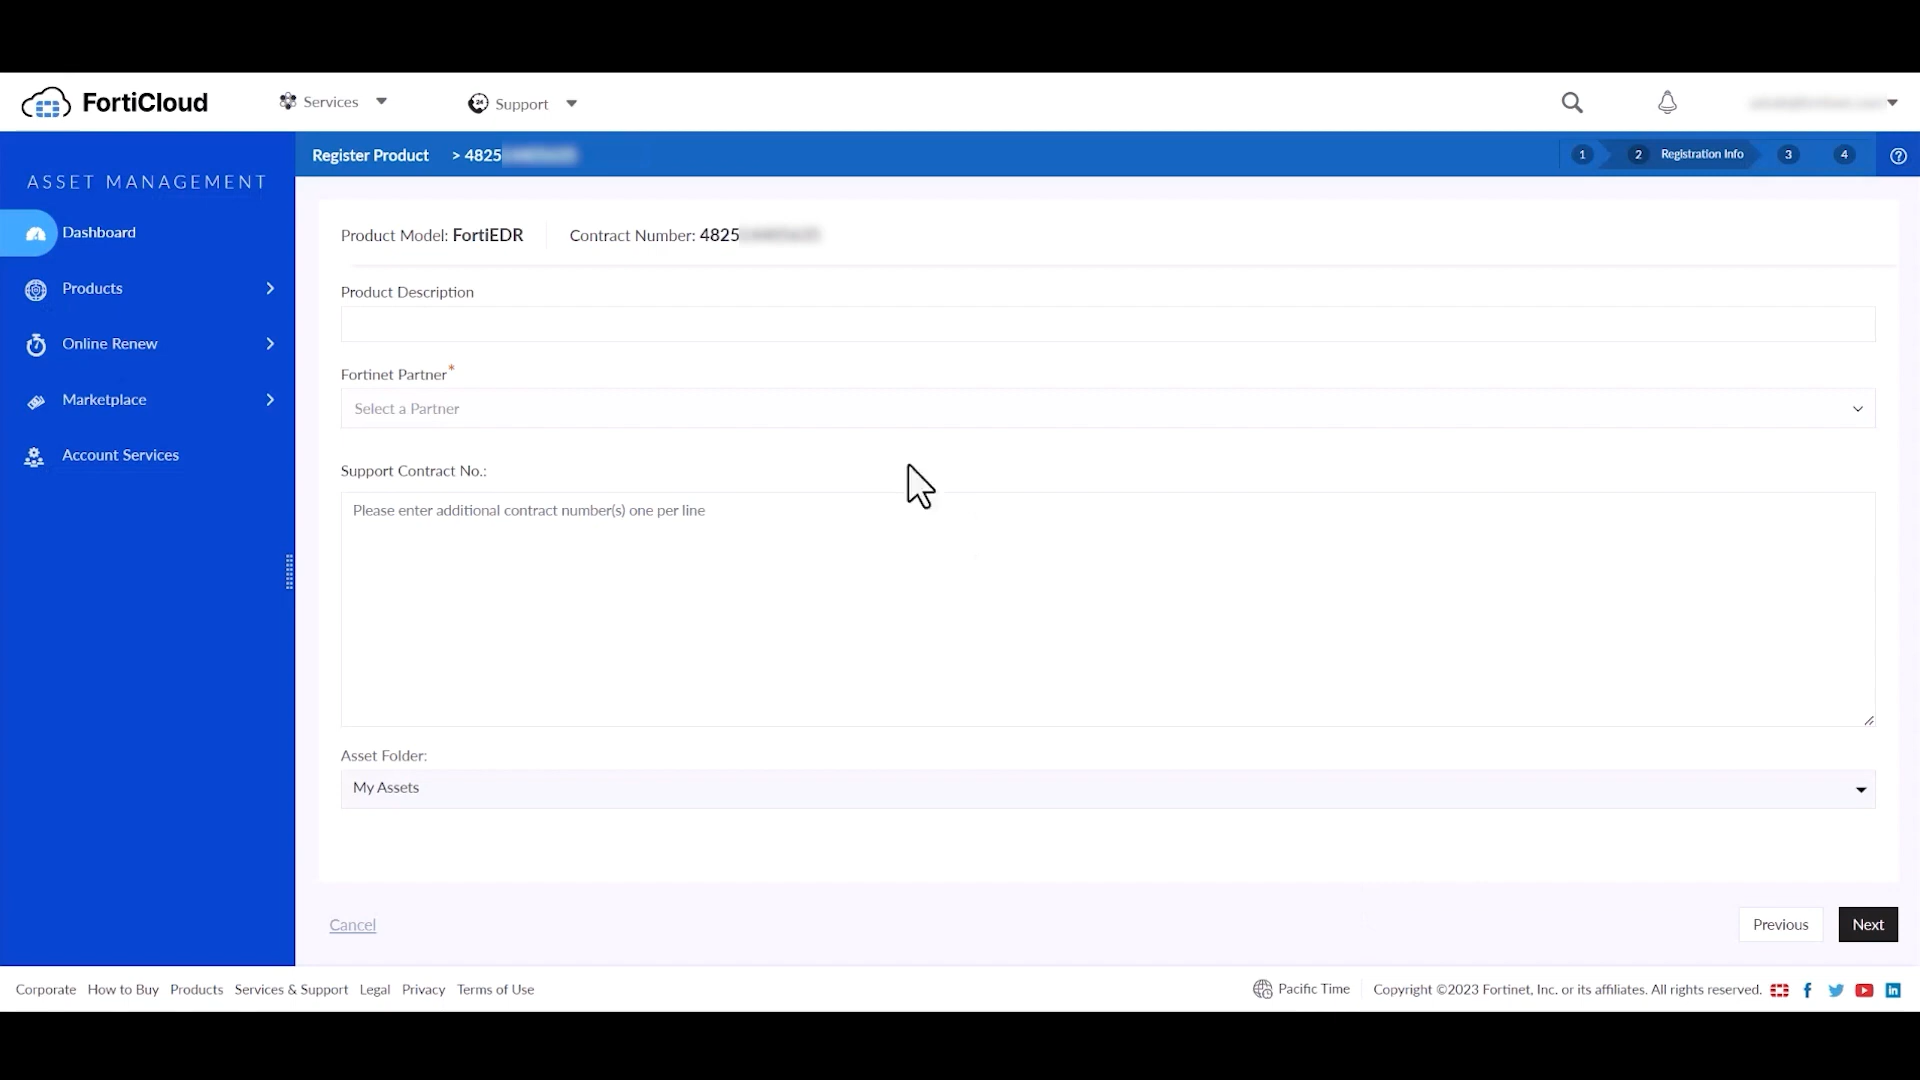 FortiCloud
Services
24
Support
Register Product > 4825
1
2
Registration Info
3
4
?
ASSET MANAGEMENT
Dashboard
Products
Online Renew
Marketplace
Account Services
Product Model: FortiEDR
Contract Number: 4825
Product Description
Fortinet Partner*
Select a Partner
Support Contract No.:
Please enter additional contract number(s) one per line
Asset Folder:
My Assets
Cancel
Previous
Next
Corporate How to Buy Products Services & Support Legal Privacy Terms of Use
Pacific Time
Copyright ©2023 Fortinet, Inc. or its affiliates. All rights reserved.